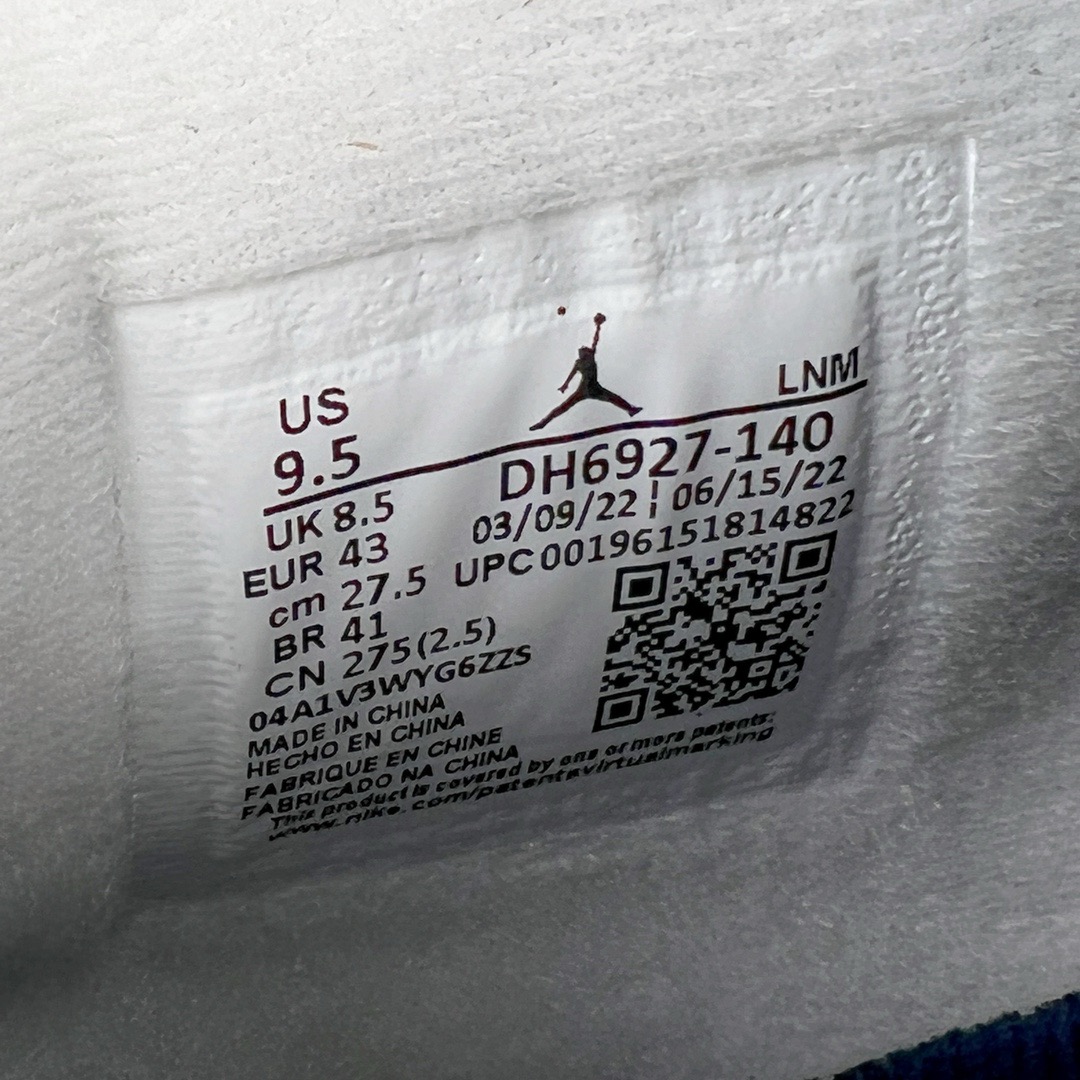 US
9.5
LNM
UK 8.5
EUR 43
cm 27.5
BR 41
CN 275(2.5)
DH6927-140
03/09/22 ¦ 06/15/22
UPC00196151814822
04A1V3WYG6ZZS
MADE IN CHINA
HECHO EN CHINA
FABRIQUE EN CHINE
FABRICADO NA CHINA
This product is covered by one or more patents:
www.nike.com/patentsvirtualmarking